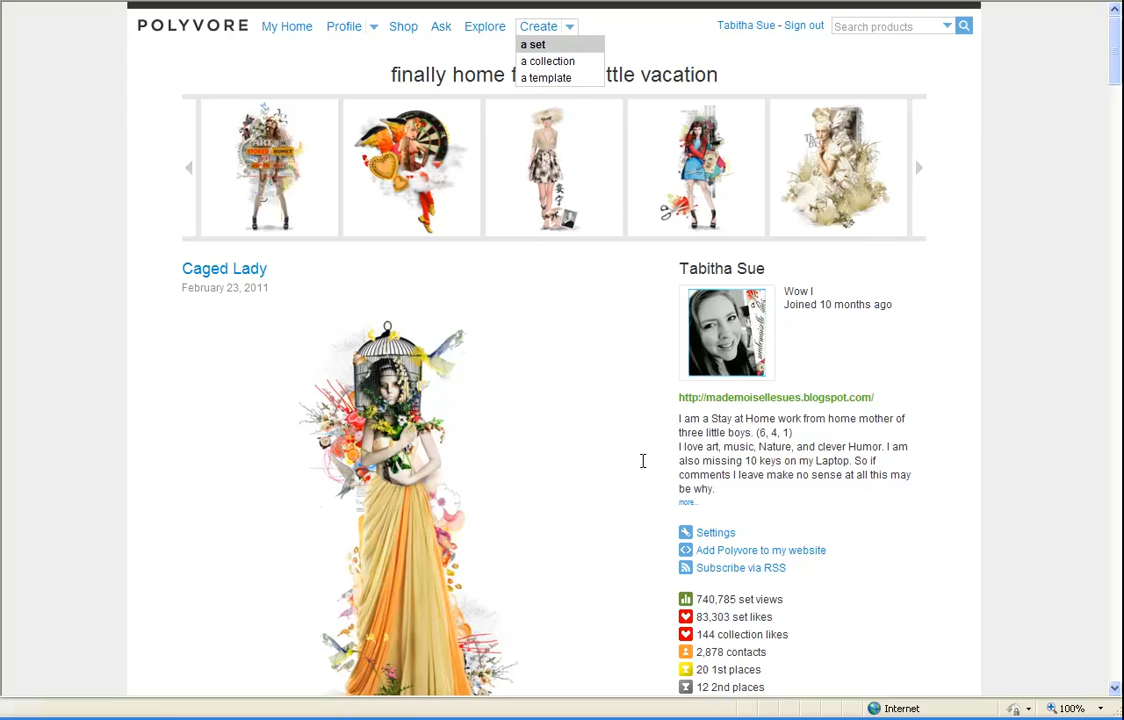 POLYVORE My Home Profile Shop Ask Explore Create Tabitha Sue - Sign out Search products
a set
a collection
a template
finally home f ttle vacation
ART
STORED HONEY
Caged Lady
February 23, 2011
Tabitha Sue
Wow !
Joined 10 months ago
mademoiselle sues
http://mademoisellesues.blogspot.com/
I am a Stay at Home work from home mother of
three little boys. (6, 4, 1)
I love art, music, Nature, and clever Humor. I am
also missing 10 keys on my Laptop. So if
comments I leave make no sense at all this may
be why.
more...
Settings
Add Polyvore to my website
Subscribe via RSS
740,785 set views
83,303 set likes
144 collection likes
2,878 contacts
20 1st places
12 2nd places
Internet 100%